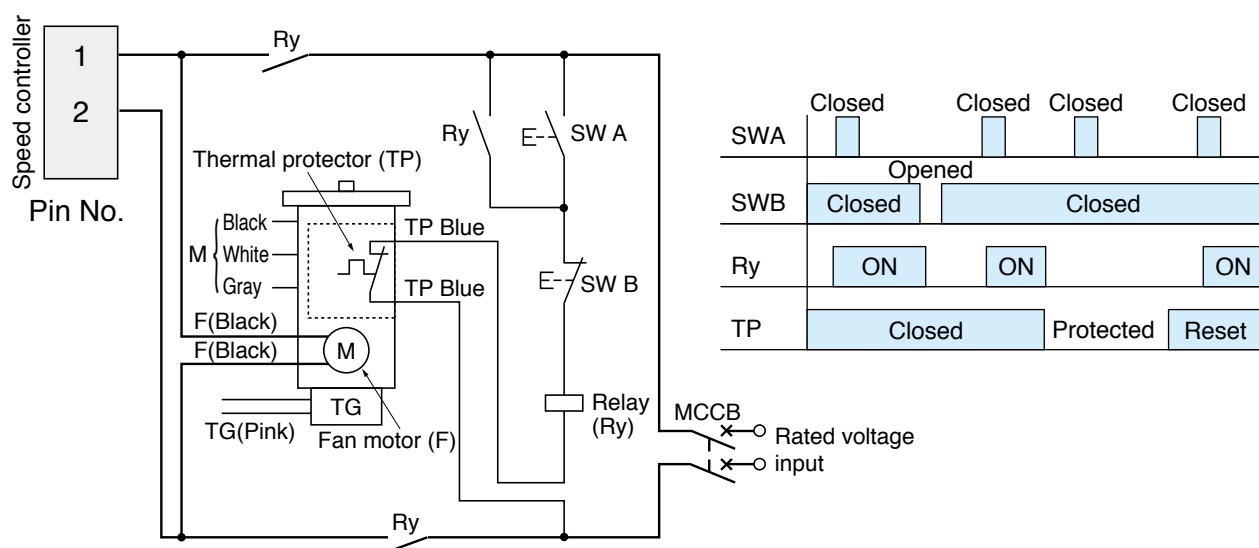 Speed controller
1
2
Pin No.
Ry
Ry
SW A
Thermal protector (TP)
Black
M
White
Gray
TP Blue
TP Blue
SW B
F(Black)
F(Black)
M
TG
TG(Pink)
Fan motor (F)
Relay
(Ry)
MCCB
Rated voltage
input
Ry
Closed
Closed
Closed
Closed
SWA
Opened
SWB
Closed
Closed
Ry
ON
ON
ON
TP
Closed
Protected
Reset